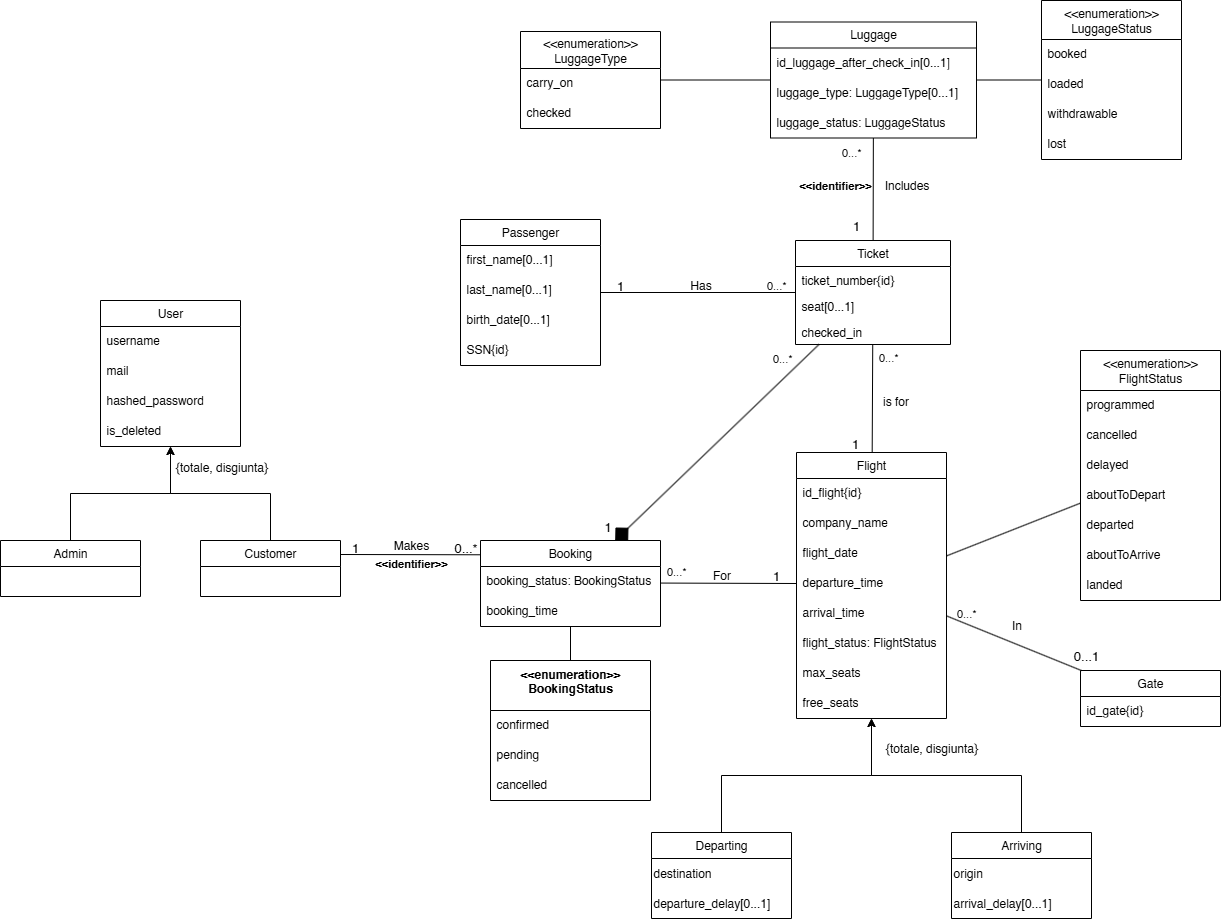 <<enumeration>>
LuggageType
carry_on
checked
Luggage
id_luggage_after_check_in[0...1]
luggage_type: LuggageType[0...1]
luggage_status: LuggageStatus
<<enumeration>>
LuggageStatus
booked
loaded
withdrawable
lost
0...*
<<identifier>>
Includes
1
Passenger
first_name[0...1]
last_name[0...1]
birth_date[0...1]
SSN{id}
1
Has
0...*
Ticket
ticket_number{id}
seat[0...1]
checked_in
0...*
0...*
is for
1
1
User
username
mail
hashed_password
is_deleted
{totale, disgiunta}
Admin
Customer
1
Makes
0...*
<<identifier>>
Booking
booking_status: BookingStatus
booking_time
0...*
For
1
<<enumeration>>
BookingStatus
confirmed
pending
cancelled
Flight
id_flight{id}
company_name
flight_date
departure_time
arrival_time
flight_status: FlightStatus
max_seats
free_seats
<<enumeration>>
FlightStatus
programmed
cancelled
delayed
aboutToDepart
departed
aboutToArrive
landed
0...*
In
0...1
Gate
id_gate{id}
{totale, disgiunta}
Departing
destination
departure_delay[0...1]
Arriving
origin
arrival_delay[0...1]